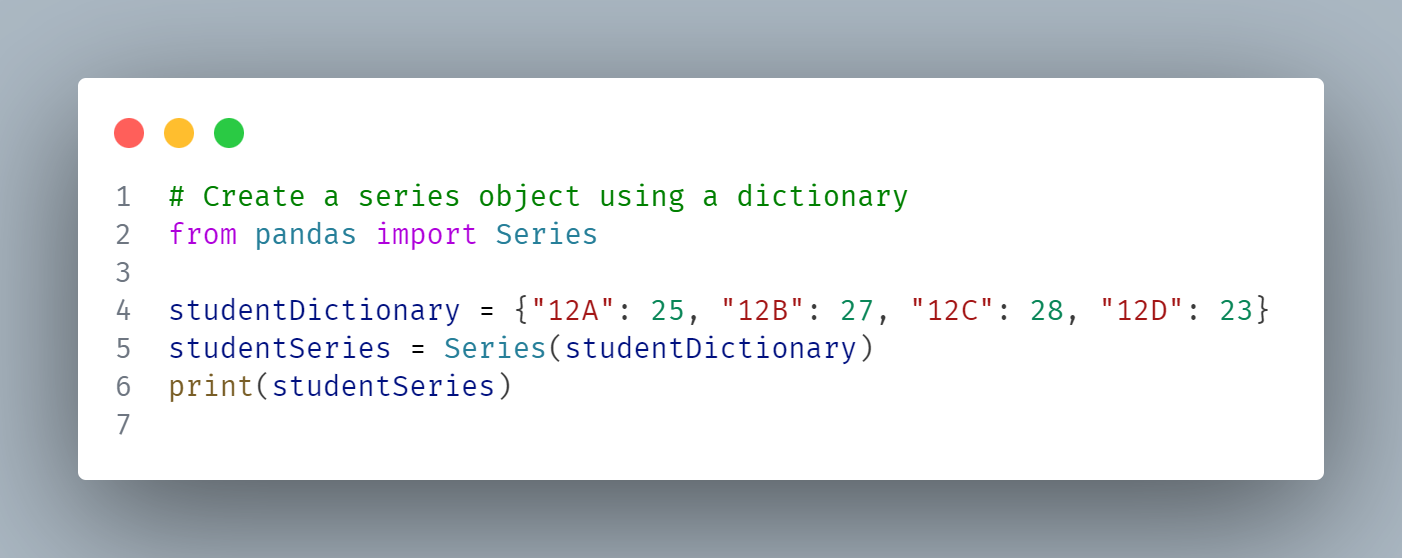 1 # Create a series object using a dictionary
2 from pandas import Series
3
4 studentDictionary = {"12A": 25, "12B": 27, "12C": 28, "12D": 23}
5 studentSeries = Series(studentDictionary)
6 print(studentSeries)
7